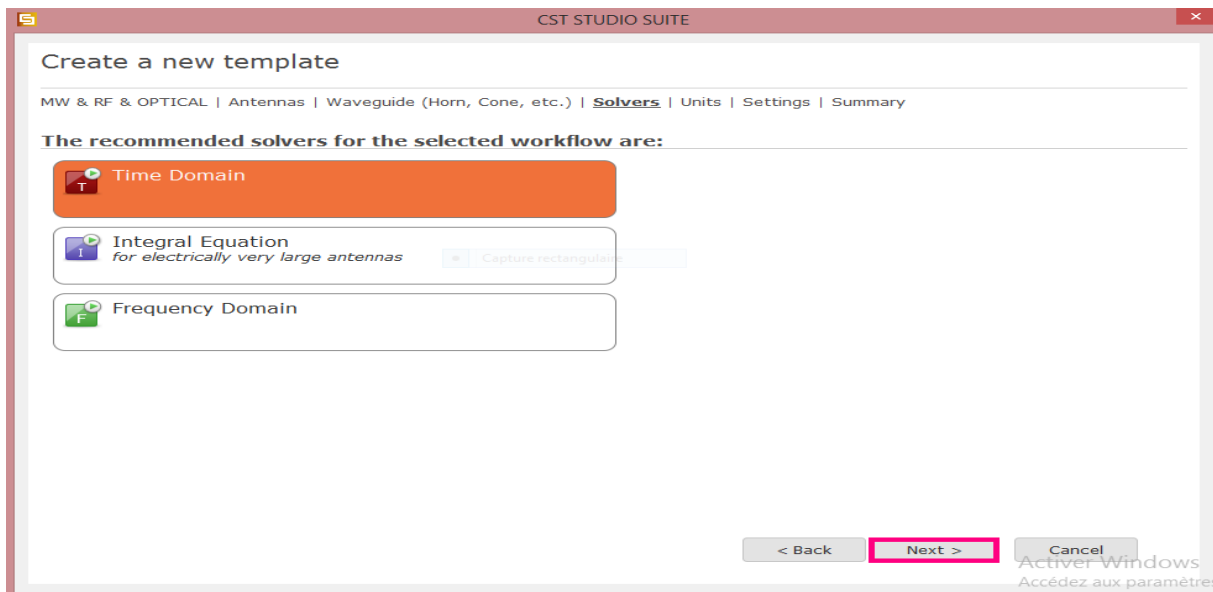 CST STUDIO SUITE
Create a new template
MW & RF & OPTICAL | Antennas | Waveguide (Horn, Cone, etc.) | Solvers | Units | Settings | Summary
The recommended solvers for the selected workflow are:
T
Time Domain
I
Integral Equation
for electrically very large antennas
Capture rectangulaire
F
Frequency Domain
< Back
Next >
Cancel
Activer Windows
Accédez aux paramètre